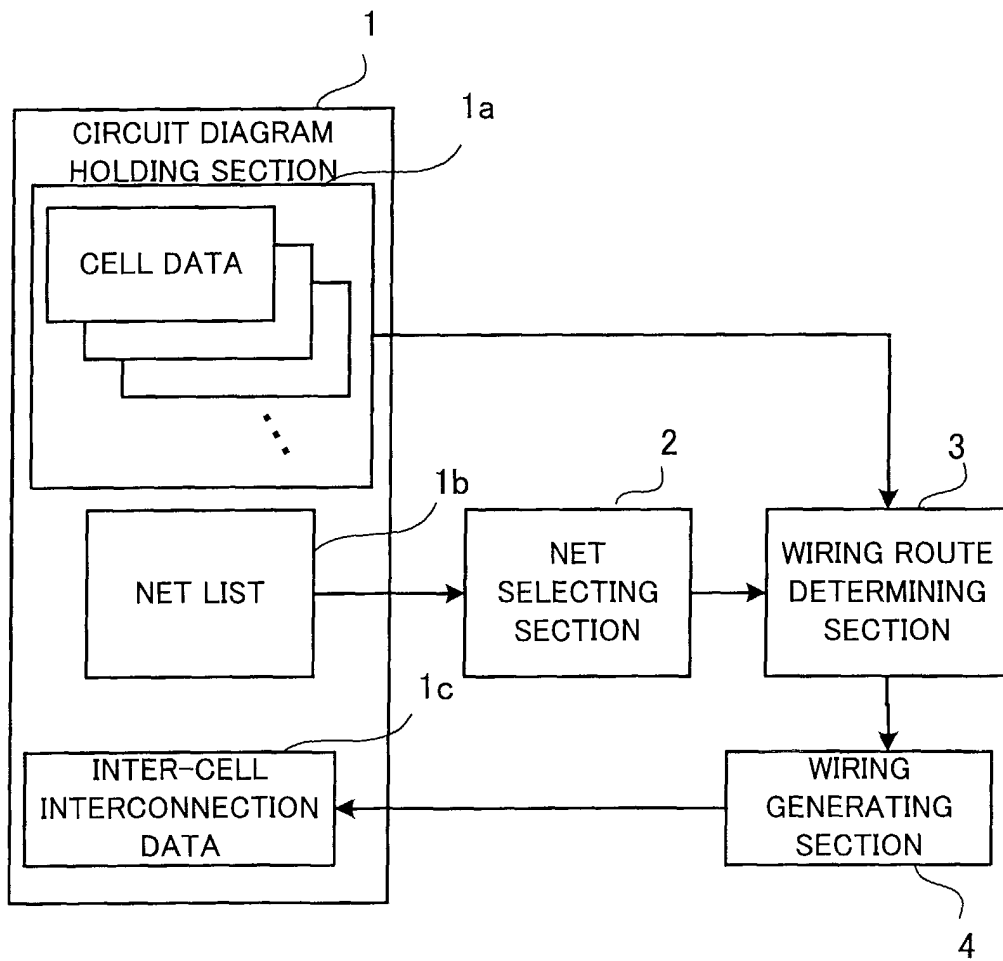 1
CIRCUIT DIAGRAM
HOLDING SECTION
1a
CELL DATA
1b
NET LIST
2
NET
SELECTING
SECTION
3
WIRING ROUTE
DETERMINING
SECTION
1c
INTER-CELL
INTERCONNECTION
DATA
WIRING
GENERATING
SECTION
4